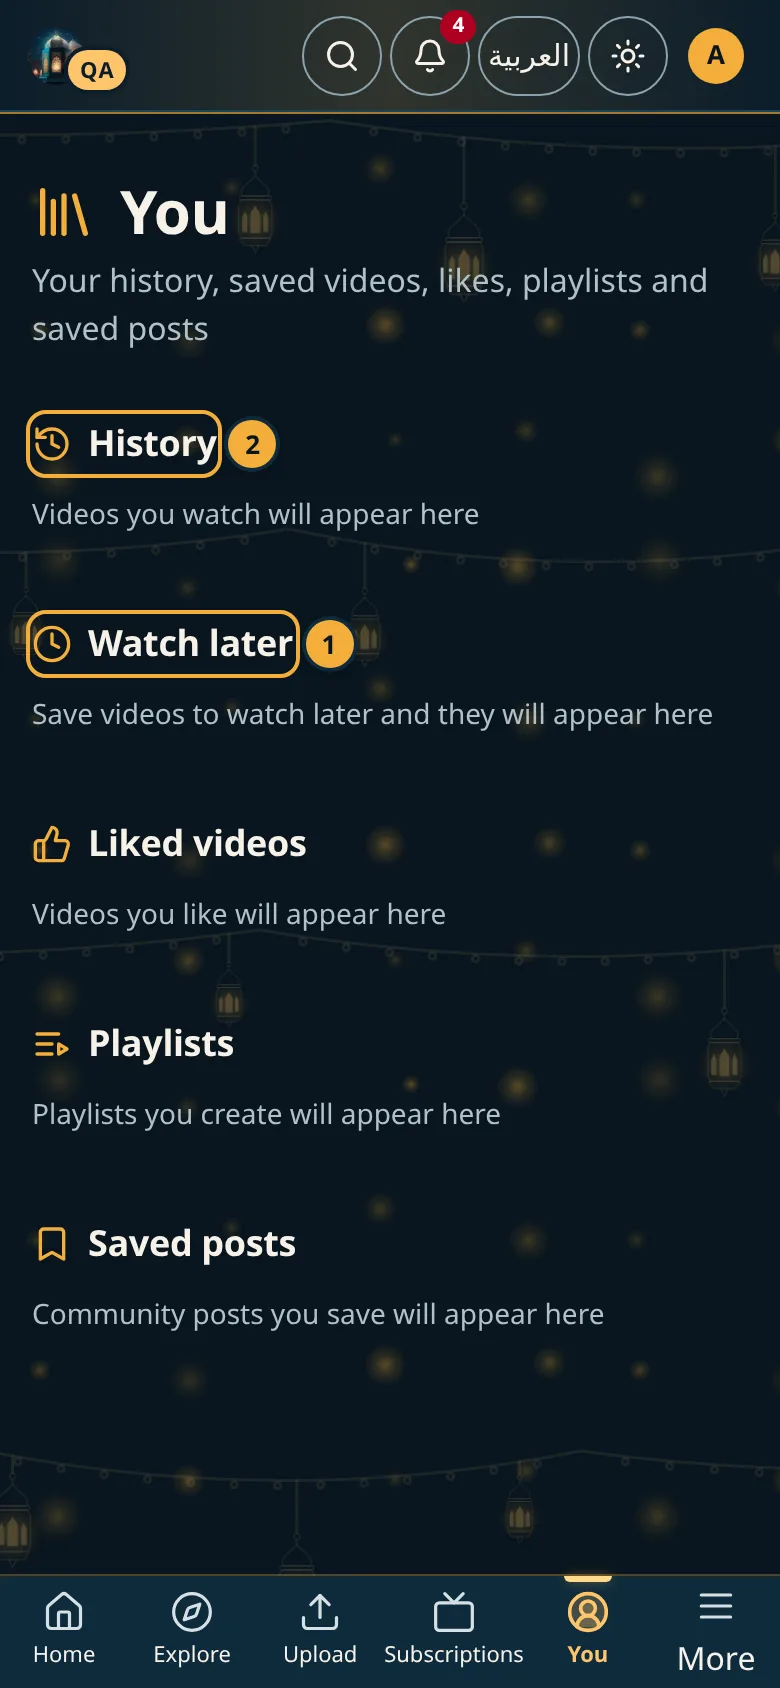 QA
4
العربية
A
You
Your history, saved videos, likes, playlists and
saved posts
History 2
Videos you watch will appear here
Watch later 1
Save videos to watch later and they will appear here
Liked videos
Videos you like will appear here
Playlists
Playlists you create will appear here
Saved posts
Community posts you save will appear here
Home Explore Upload Subscriptions You More